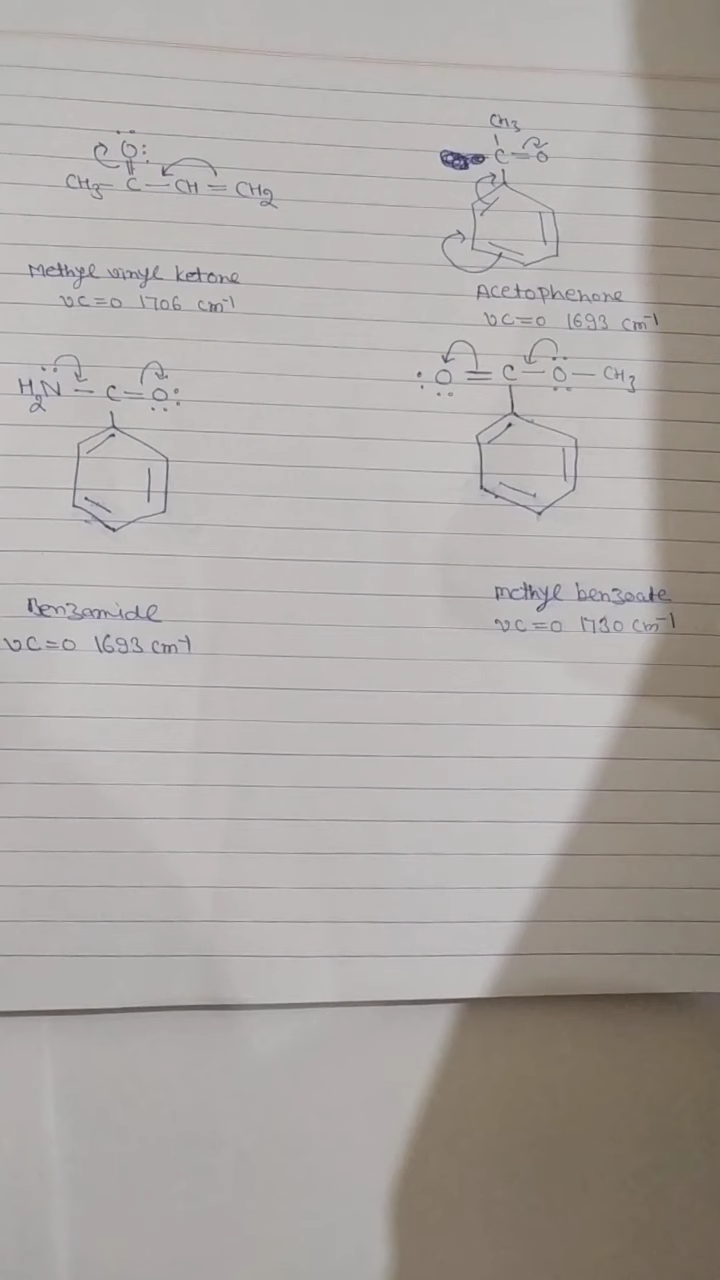 Ö:
CH3 - C - CH = CH2
Methyl vinyl ketone
νC=O 1706 cm⁻¹
CH3
C=O
Acetophenone
νC=O 1693 cm⁻¹
H2N̈ - C = Ö:
Benzamide
νC=O 1693 cm⁻¹
:Ö = C - Ö - CH3
methyl benzoate
νC=O 1730 cm⁻¹